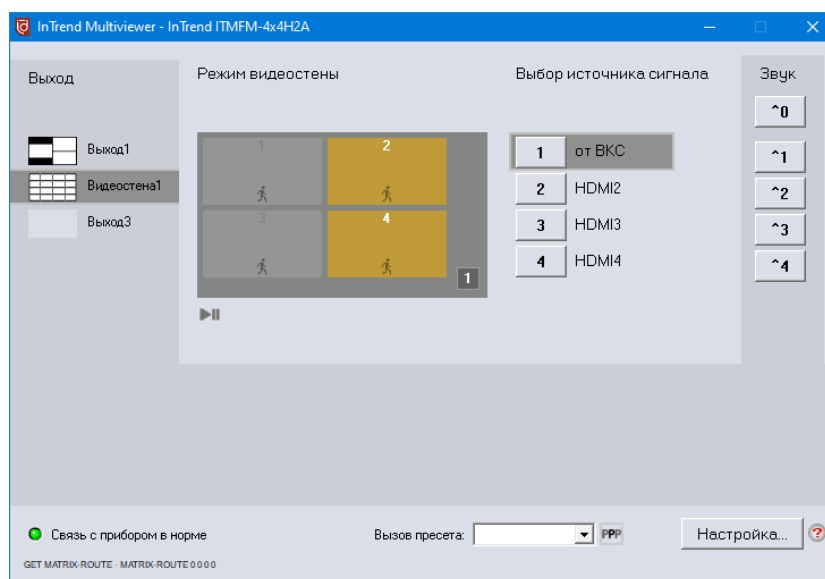 InTrend Multiviewer - InTrend ITMFM-4x4H2A
Выход
Режим видеостены
Выбор источника сигнала
Звук
^0
Выход1
1
2
1
от ВКС
^1
Видеостена1
2
HDMI2
^2
Выход3
3
4
3
HDMI3
^3
4
HDMI4
^4
1
Связь с прибором в норме
Вызов пресета:
PPP
Настройка...
?
GET MATRIX-ROUTE - MATRIX-ROUTE 0 0 0 0